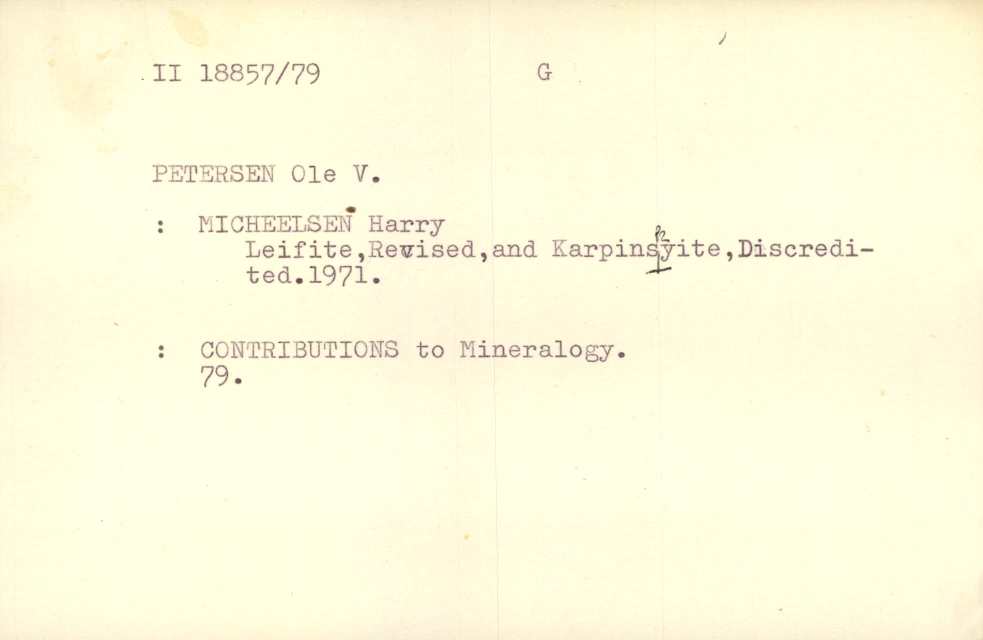 II 18857/79 G
PETERSEN Ole V.
: MICHEELSEN Harry
Leifite,Revised,and Karpinskyite,Discredi-
ted.1971.
: CONTRIBUTIONS to Mineralogy.
79.